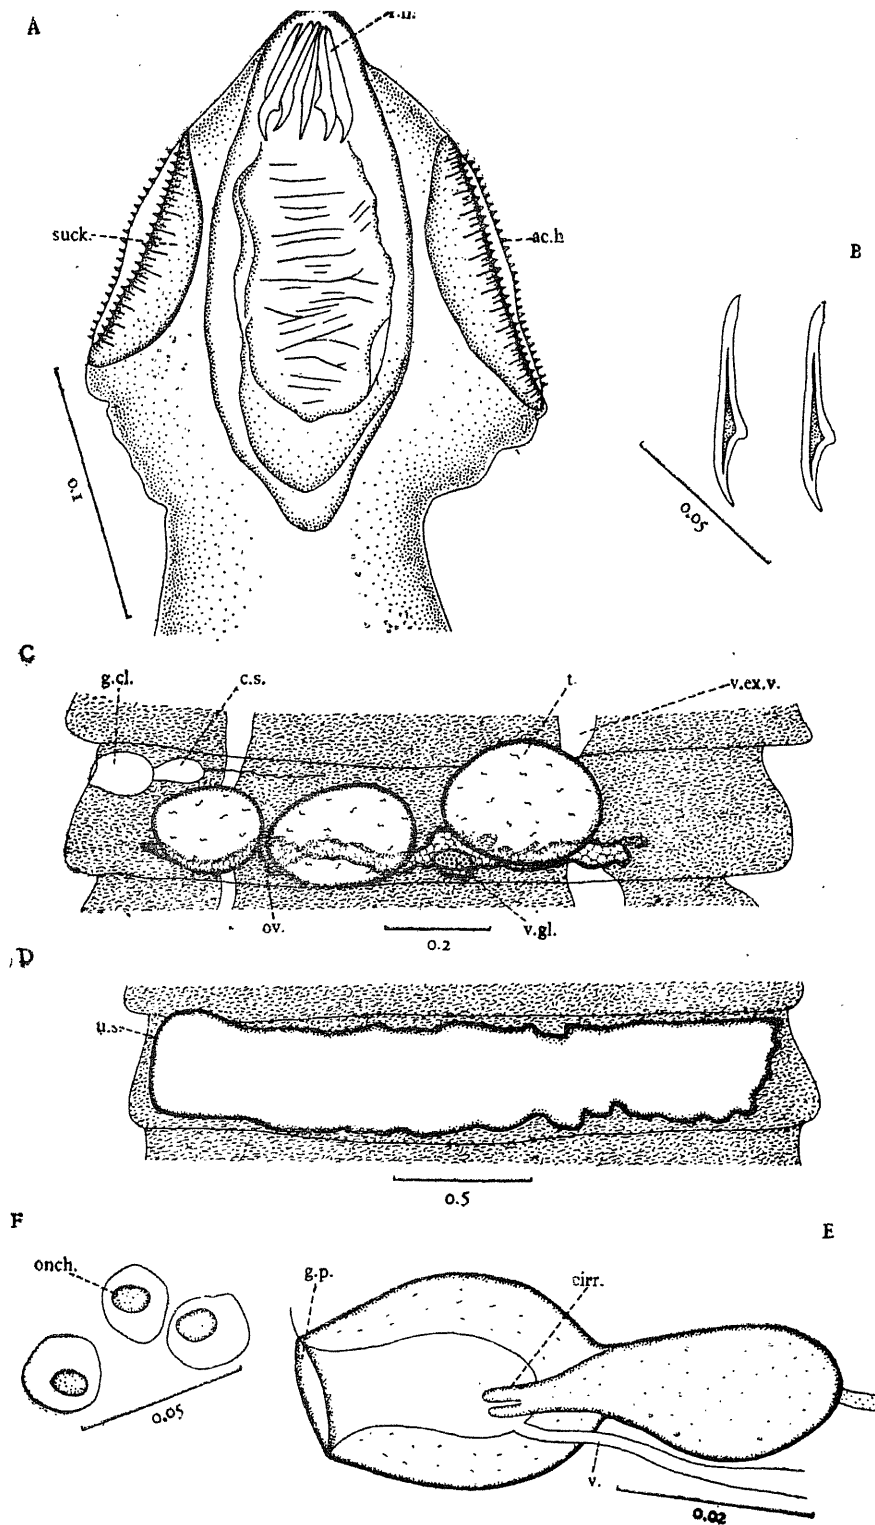 A
suck.
ac.h
B
0.1
0.05
C
g.cl.
c.s.
t.
v.ex.v.
ov.
v.gl.
0.2
D
0.5
F
E
onch.
g.p.
cirr.
0.05
v.
0.02